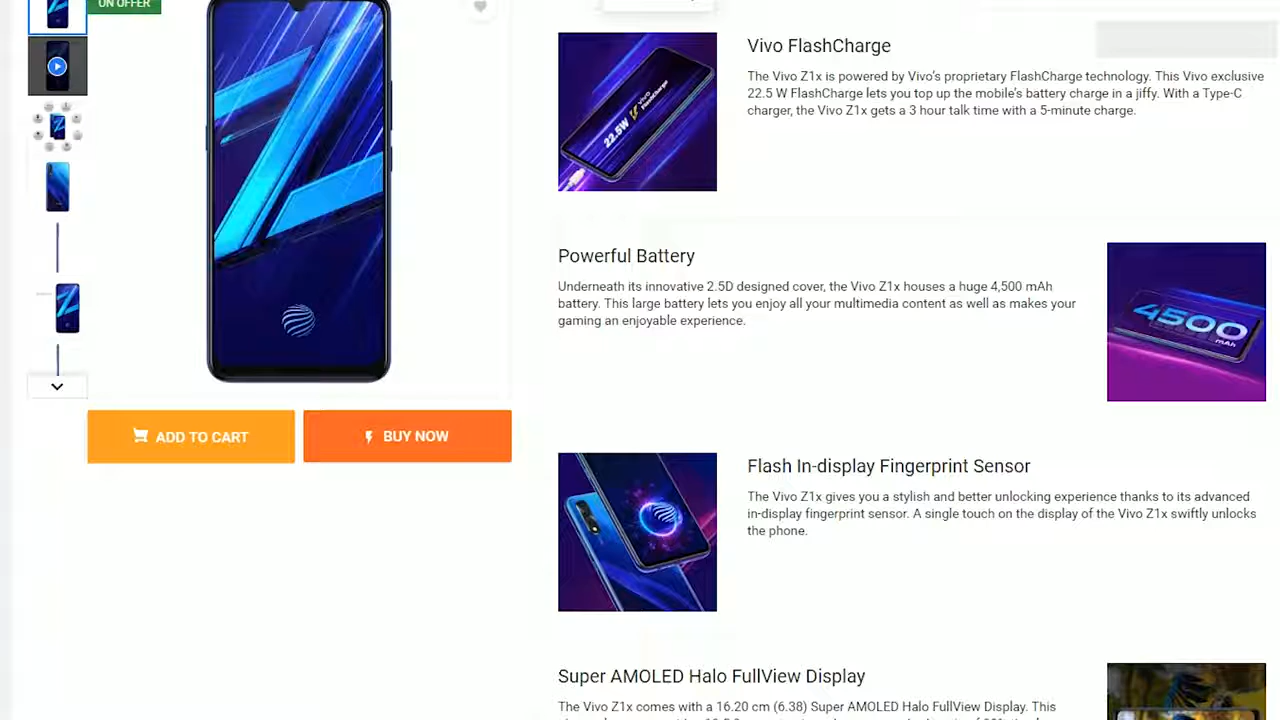 ON OFFER
Vivo FlashCharge
The Vivo Z1x is powered by Vivo's proprietary FlashCharge technology. This Vivo exclusive
22.5 W FlashCharge lets you top up the mobile's battery charge in a jiffy. With a Type-C
charger, the Vivo Z1x gets a 3 hour talk time with a 5-minute charge.
22.5W vivo FlashCharge
Powerful Battery
Underneath its innovative 2.5D designed cover, the Vivo Z1x houses a huge 4,500 mAh
battery. This large battery lets you enjoy all your multimedia content as well as makes your
gaming an enjoyable experience.
4500
mAh
ADD TO CART
BUY NOW
Flash In-display Fingerprint Sensor
The Vivo Z1x gives you a stylish and better unlocking experience thanks to its advanced
in-display fingerprint sensor. A single touch on the display of the Vivo Z1x swiftly unlocks
the phone.
Super AMOLED Halo FullView Display
The Vivo Z1x comes with a 16.20 cm (6.38) Super AMOLED Halo FullView Display. This